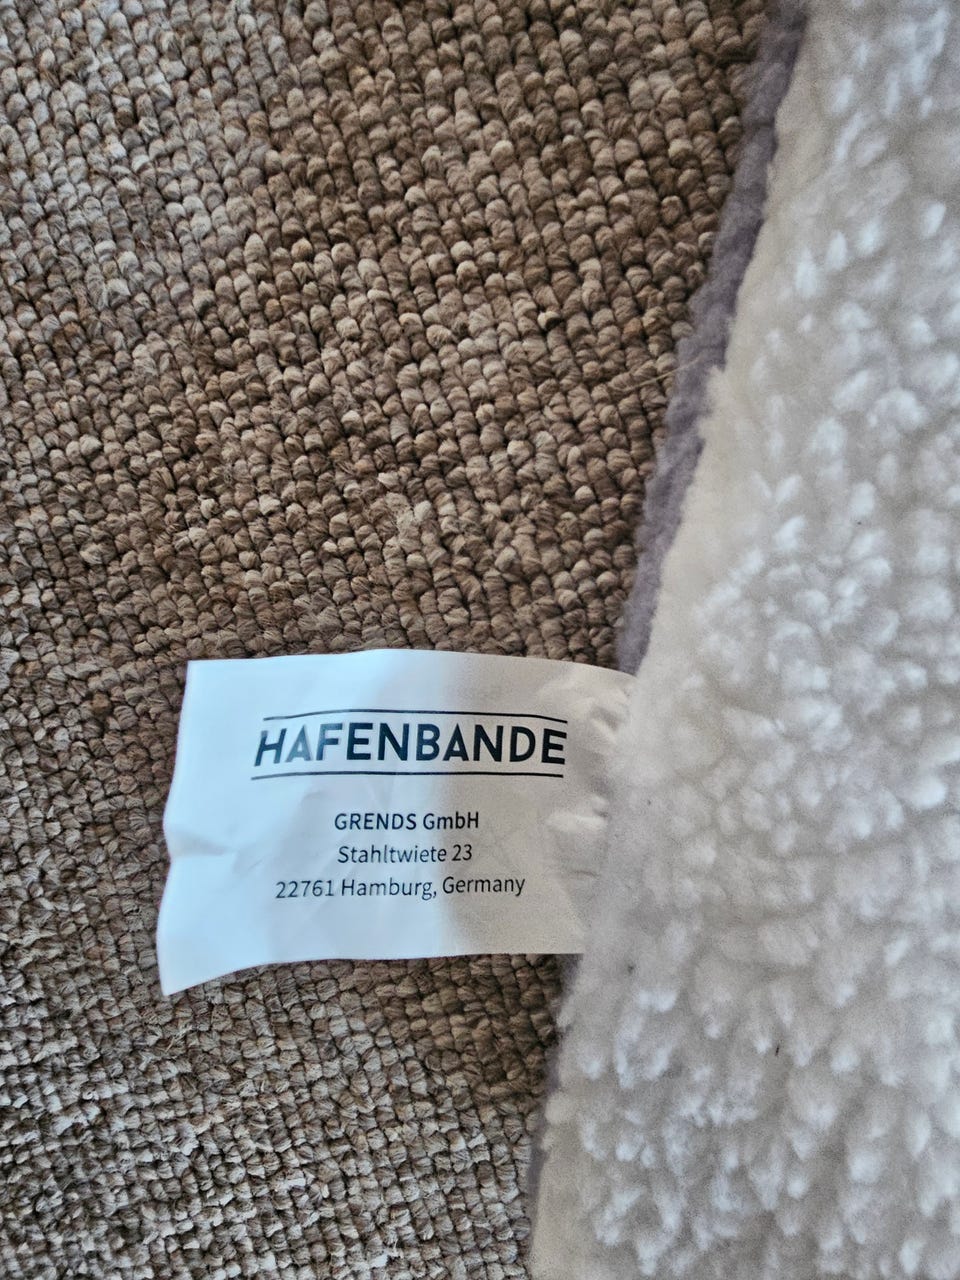 HAFENBANDE
GRENDS GmbH
Stahltwiete 23
22761 Hamburg, Germany